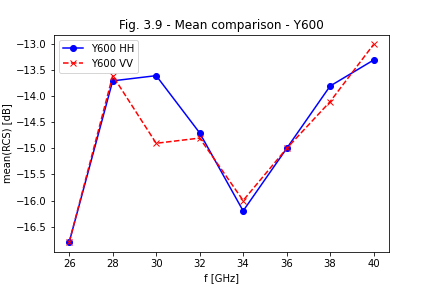 Fig. 3.9 - Mean comparison - Y600
Y600 HH
Y600 VV
mean(RCS) [dB]
−13.0
−13.5
−14.0
−14.5
−15.0
−15.5
−16.0
−16.5
26 28 30 32 34 36 38 40
f [GHz]